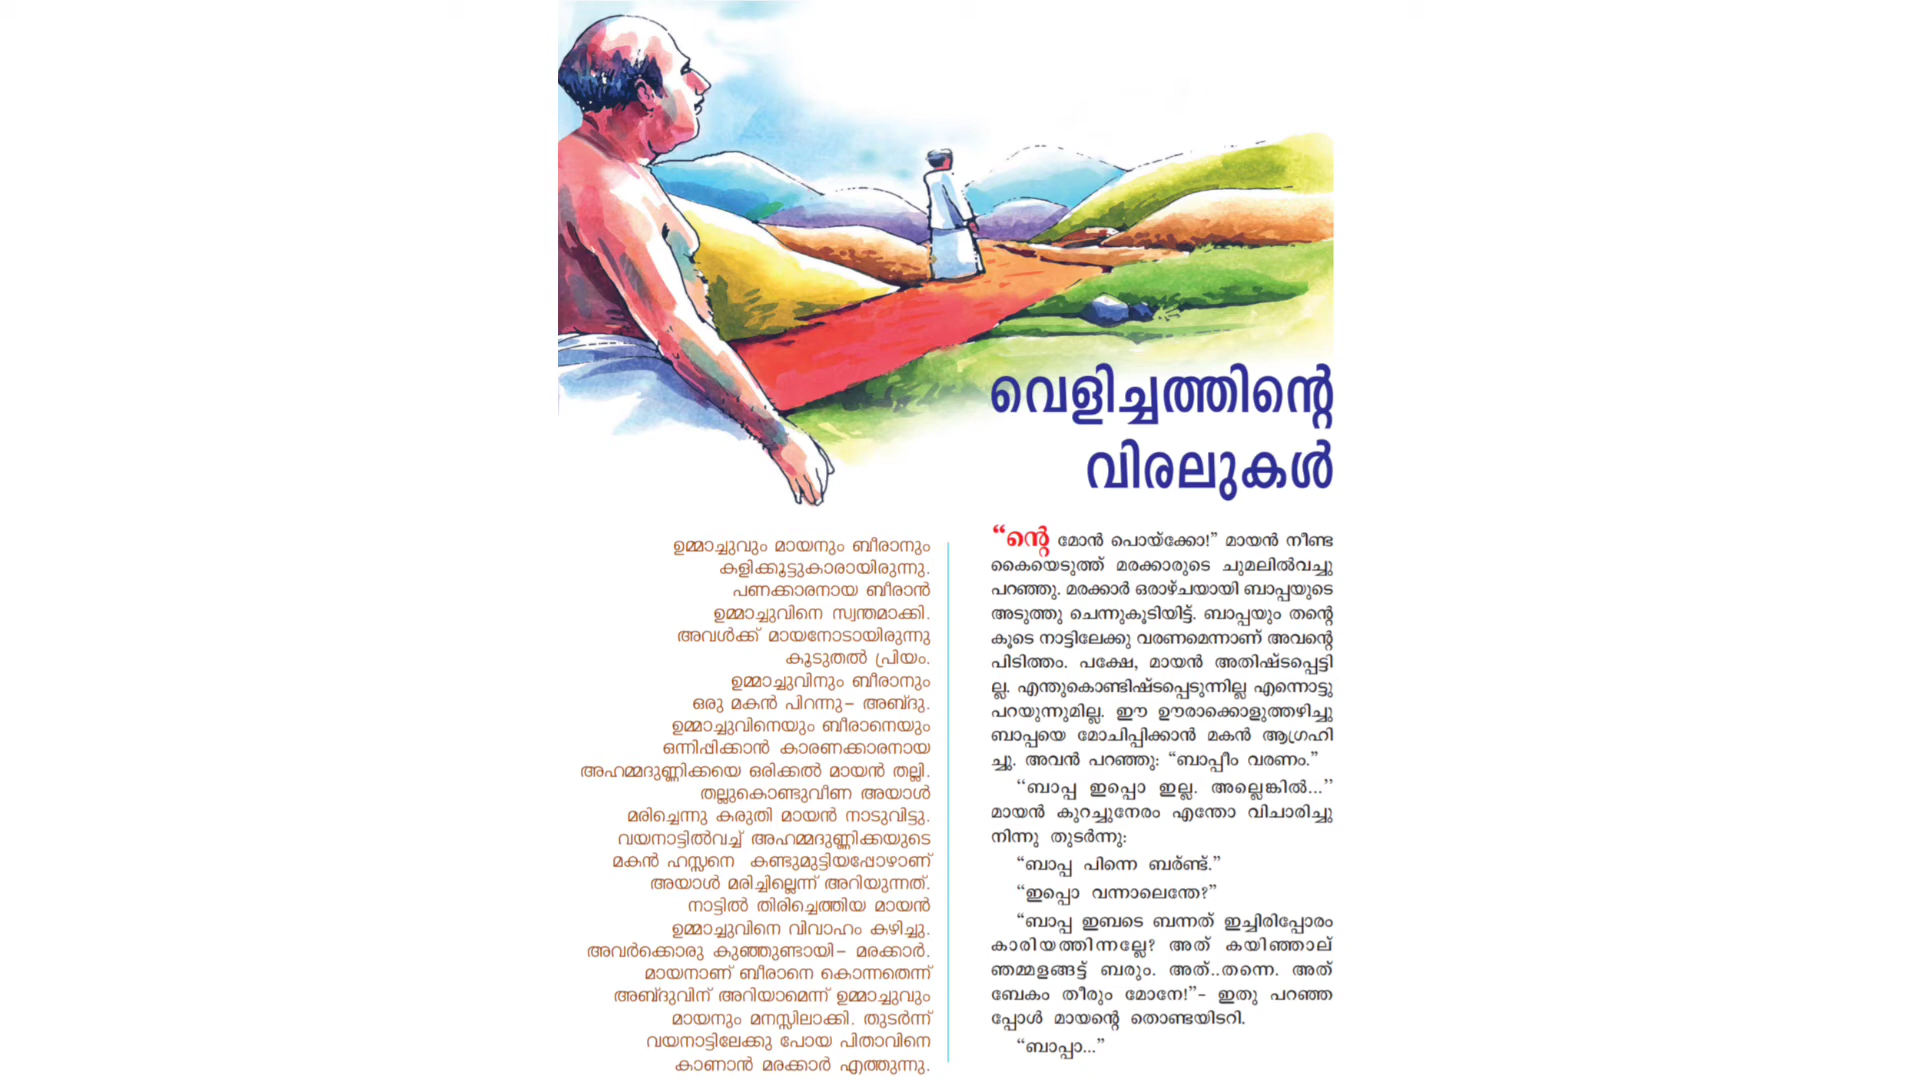 വെളിച്ചത്തിന്റെ
വിരലുകൾ
ഉമ്മാച്ചുവും മായനും ബീരാനും
കളിക്കൂട്ടുകാരായിരുന്നു.
പണക്കാരനായ ബീരാൻ
ഉമ്മാച്ചുവിനെ സ്വന്തമാക്കി.
അവൾക്ക് മായനോടായിരുന്നു
കൂടുതൽ പ്രിയം.
ഉമ്മാച്ചുവിനും ബീരാനും
ഒരു മകൻ പിറന്നു– അബ്ദു.
ഉമ്മാച്ചുവിനെയും ബീരാനെയും
ഒന്നിപ്പിക്കാൻ കാരണക്കാരനായ
അഹമ്മദുണ്ണിക്കയെ ഒരിക്കൽ മായൻ തല്ലി.
തല്ലുകൊണ്ടുവീണ അയാൾ
മരിച്ചെന്നു കരുതി മായൻ നാടുവിട്ടു.
വയനാട്ടിൽവച്ച് അഹമ്മദുണ്ണിക്കയുടെ
മകൻ ഹസ്സനെ കണ്ടുമുട്ടിയപ്പോഴാണ്
അയാൾ മരിച്ചില്ലെന്ന് അറിയുന്നത്.
നാട്ടിൽ തിരിച്ചെത്തിയ മായൻ
ഉമ്മാച്ചുവിനെ വിവാഹം കഴിച്ചു.
അവർക്കൊരു കുഞ്ഞുണ്ടായി– മരക്കാർ.
മായനാണ് ബീരാനെ കൊന്നതെന്ന്
അബ്ദുവിന് അറിയാമെന്ന് ഉമ്മാച്ചുവും
മായനും മനസ്സിലാക്കി. തുടർന്ന്
വയനാട്ടിലേക്കു പോയ പിതാവിനെ
കാണാൻ മരക്കാർ എത്തുന്നു.
“ന്റെ മോൻ പൊയ്ക്കോ!” മായൻ നീണ്ട
കൈയെടുത്ത് മരക്കാരുടെ ചുമലിൽവച്ചു
പറഞ്ഞു. മരക്കാർ ഒരാഴ്ചയായി ബാപ്പയുടെ
അടുത്തു ചെന്നുകൂടിയിട്ട്. ബാപ്പയും തന്റെ
കൂടെ നാട്ടിലേക്കു വരണമെന്നാണ് അവന്റെ
പിടിത്തം. പക്ഷേ, മായൻ അതിഷ്ടപ്പെട്ടി
ല്ല. എന്തുകൊണ്ടിഷ്ടപ്പെടുന്നില്ല എന്നൊട്ടു
പറയുന്നുമില്ല. ഈ ഊരാക്കൊളുത്തഴിച്ചു
ബാപ്പയെ മോചിപ്പിക്കാൻ മകൻ ആഗ്രഹി
ച്ചു. അവൻ പറഞ്ഞു: “ബാപ്പീം വരണം.”
‘‘ബാപ്പ ഇപ്പൊ ഇല്ല. അല്ലെങ്കിൽ...’’
മായൻ കുറച്ചുനേരം എന്തോ വിചാരിച്ചു
നിന്നു തുടർന്നു:
“ബാപ്പ പിന്നെ ബര്ണ്ട്.”
“ഇപ്പൊ വന്നാലെന്തേ?”
“ബാപ്പ ഇബടെ ബന്നത് ഇച്ചിരിപ്പോരം
കാരിയത്തിന്നല്ലേ? അത് കയിഞ്ഞാല്
ഞമ്മളങ്ങട്ട് ബരും. അത്..തന്നെ. അത്
ബേകം തീരും മോനേ!”– ഇതു പറഞ്ഞ
പ്പോൾ മായന്റെ തൊണ്ടയിടറി.
“ബാപ്പാ...”